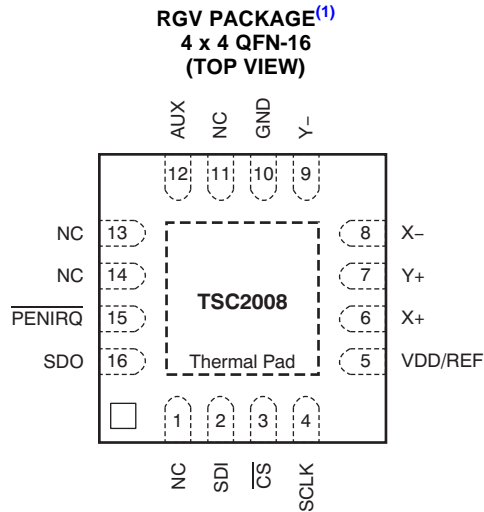 RGV PACKAGE(1)
4 x 4 QFN-16
(TOP VIEW)
AUX NC GND Y−
12 11 10 9
NC 13
NC 14
PENIRQ 15
SDO 16
8 X−
7 Y+
6 X+
5 VDD/REF
TSC2008
Thermal Pad
1 2 3 4
NC SDI CS SCLK